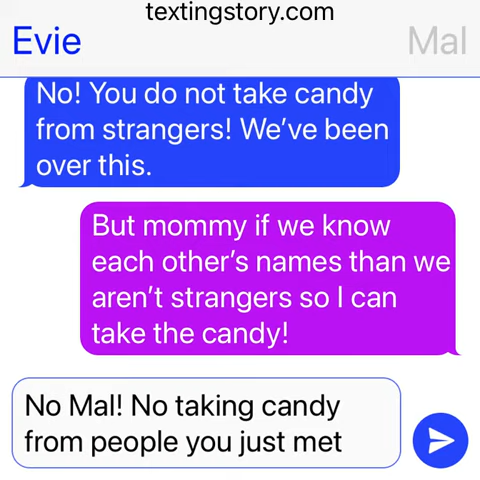 textingstory.com
Evie
Mal
No! You do not take candy
from strangers! We’ve been
over this.
But mommy if we know
each other’s names than we
aren’t strangers so I can
take the candy!
No Mal! No taking candy
from people you just met